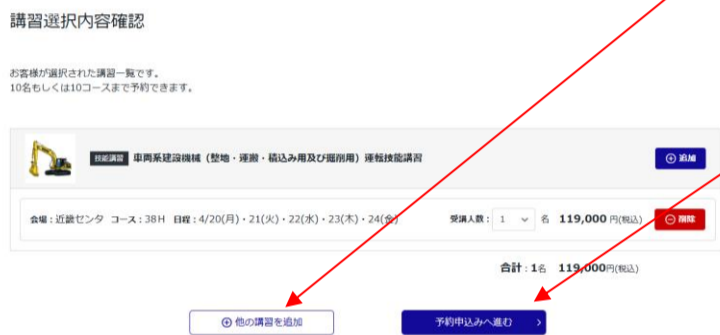 講習選択内容確認
お客様が選択された講習一覧です。
10名もしくは10コースまで予約できます。
技能講習 車両系建設機械（整地・運搬・積込み用及び掘削用）運転技能講習
⊕ 追加
会場：近畿センタ コース：38H 日程：4/20(月)・21(火)・22(水)・23(木)・24(金) 受講人数： 1 名 119,000 円(税込) ⊖ 削除
合計：1名 119,000円(税込)
⊕ 他の講習を追加
予約申込みへ進む